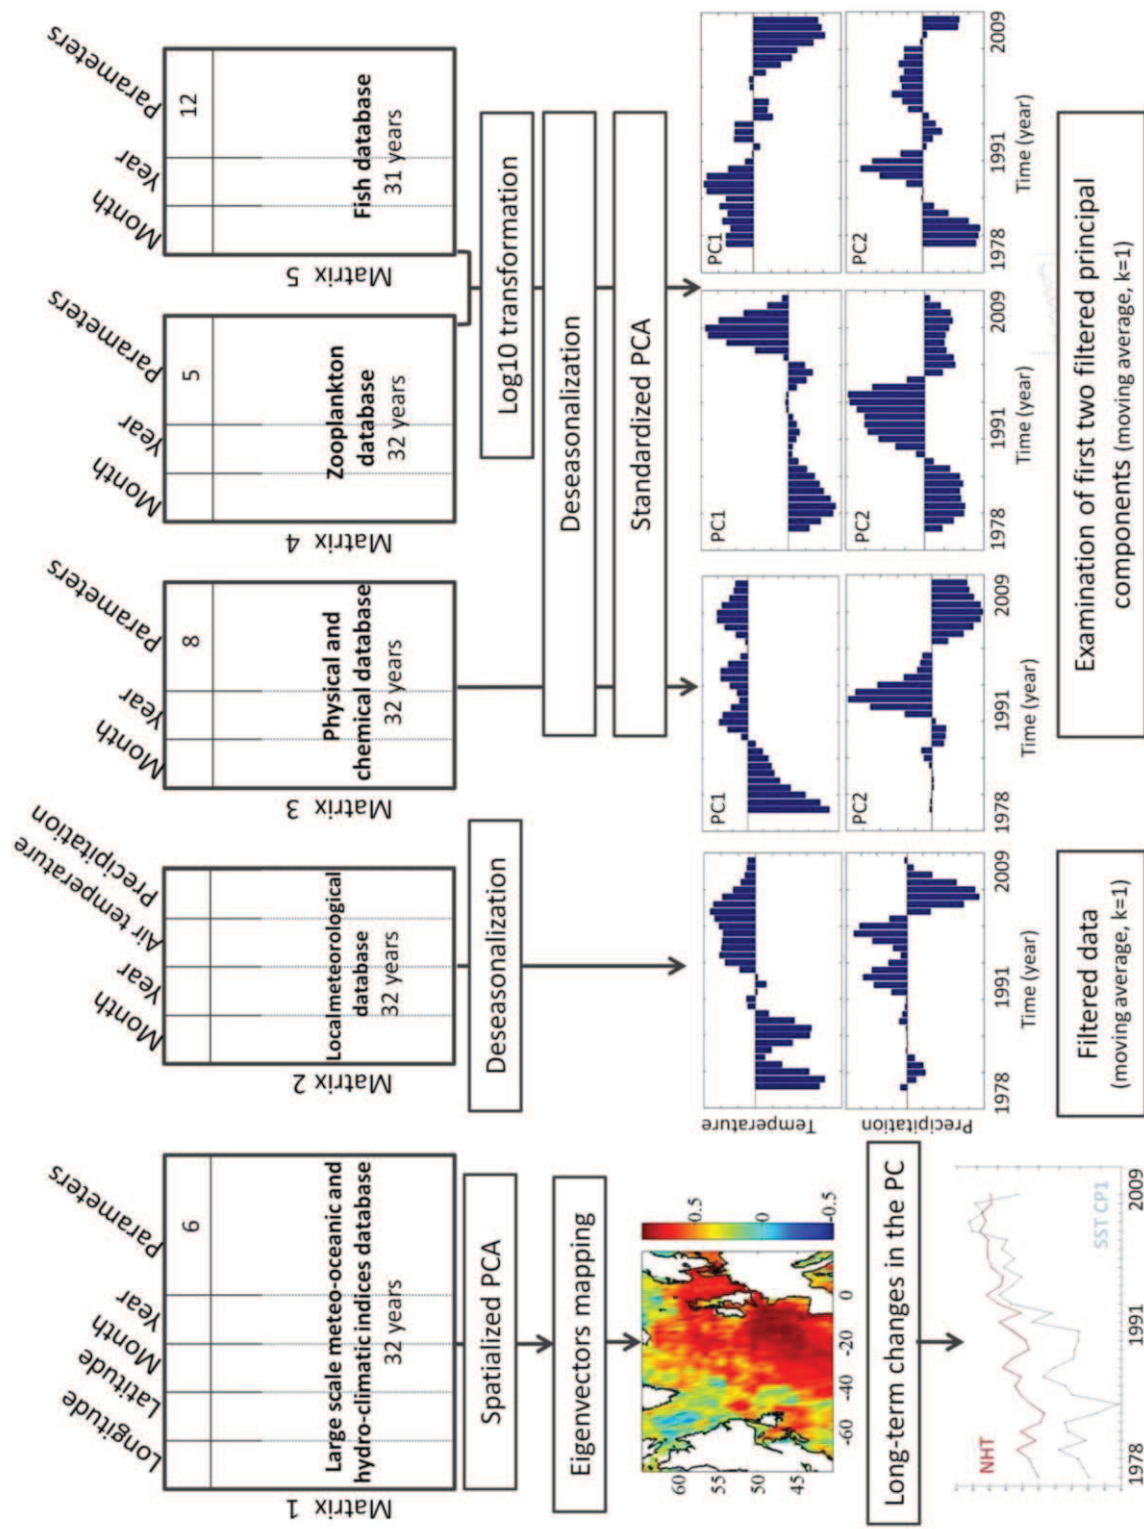 Matrix 1
Longitude
Latitude
Month
Year
Parameters
6
Large scale meteo-oceanic and
hydro-climatic indices database
32 years
Spatialized PCA
Eigenvectors mapping
60
55
50
45
-60
-40
-20
0
0.5
0
-0.5
Long-term changes in the PC
NHT
SST CP1
1978
1991
2009
Matrix 2
Month
Year
Air temperature
Precipitation
Localmeteorological
database
32 years
Deseasonalization
Temperature
Precipitation
1978
1991
2009
Time (year)
Filtered data
(moving average, k=1)
Matrix 3
Month
Year
Parameters
8
Physical and
chemical database
32 years
Matrix 4
Month
Year
Parameters
5
Zooplankton
database
32 years
Matrix 5
Month
Year
Parameters
12
Fish database
31 years
Log10 transformation
Deseasonalization
Standardized PCA
PC1
PC2
1978
1991
2009
Time (year)
PC1
PC2
1978
1991
2009
Time (year)
PC1
PC2
1978
1991
2009
Time (year)
Examination of first two filtered principal
components (moving average, k=1)